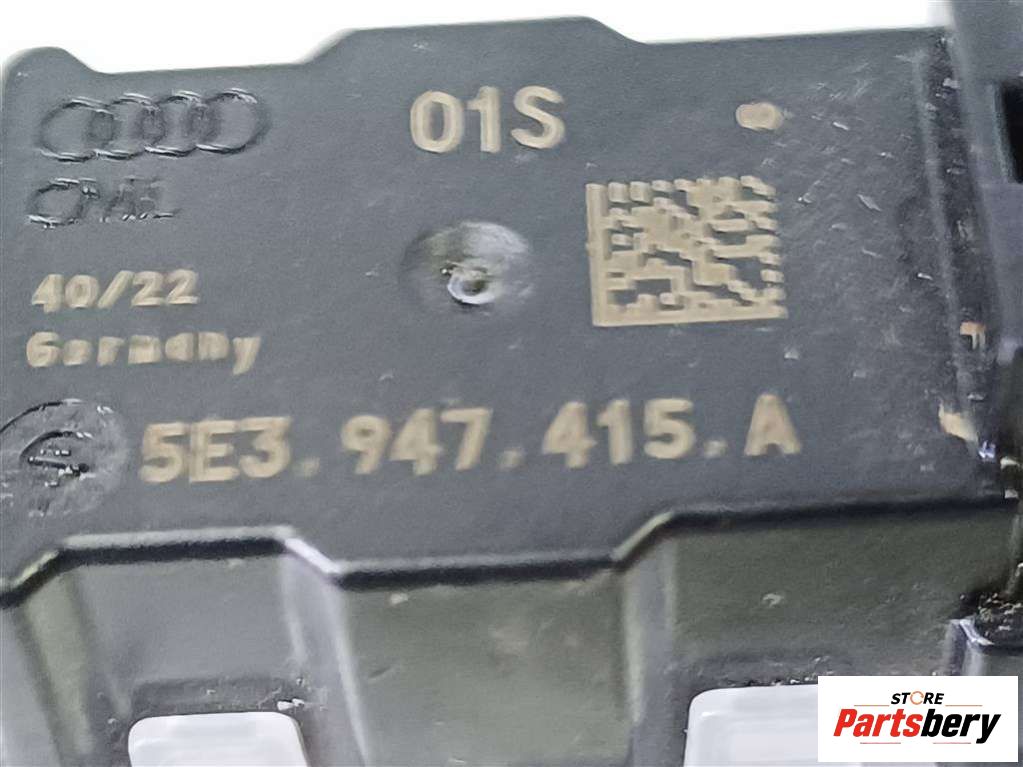 01S
40/22
Germany
5E3.947.415.A
STORE
Partsbery